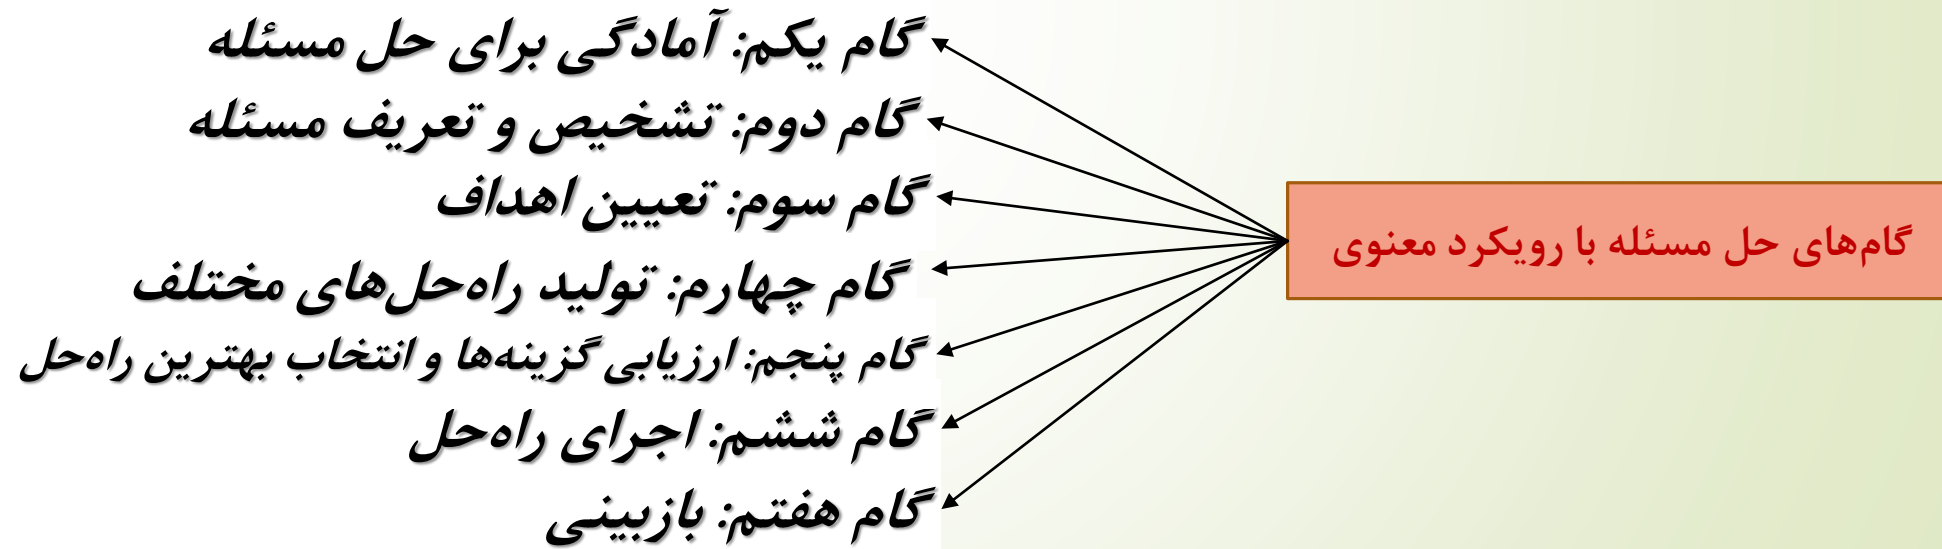 گام‌های حل مسئله با رویکرد معنوی
گام یکم: آمادگی برای حل مسئله
گام دوم: تشخیص و تعریف مسئله
گام سوم: تعیین اهداف
گام چهارم: تولید راه‌حل‌های مختلف
گام پنجم: ارزیابی گزینه‌ها و انتخاب بهترین راه‌حل
گام ششم: اجرای راه‌حل
گام هفتم: بازبینی